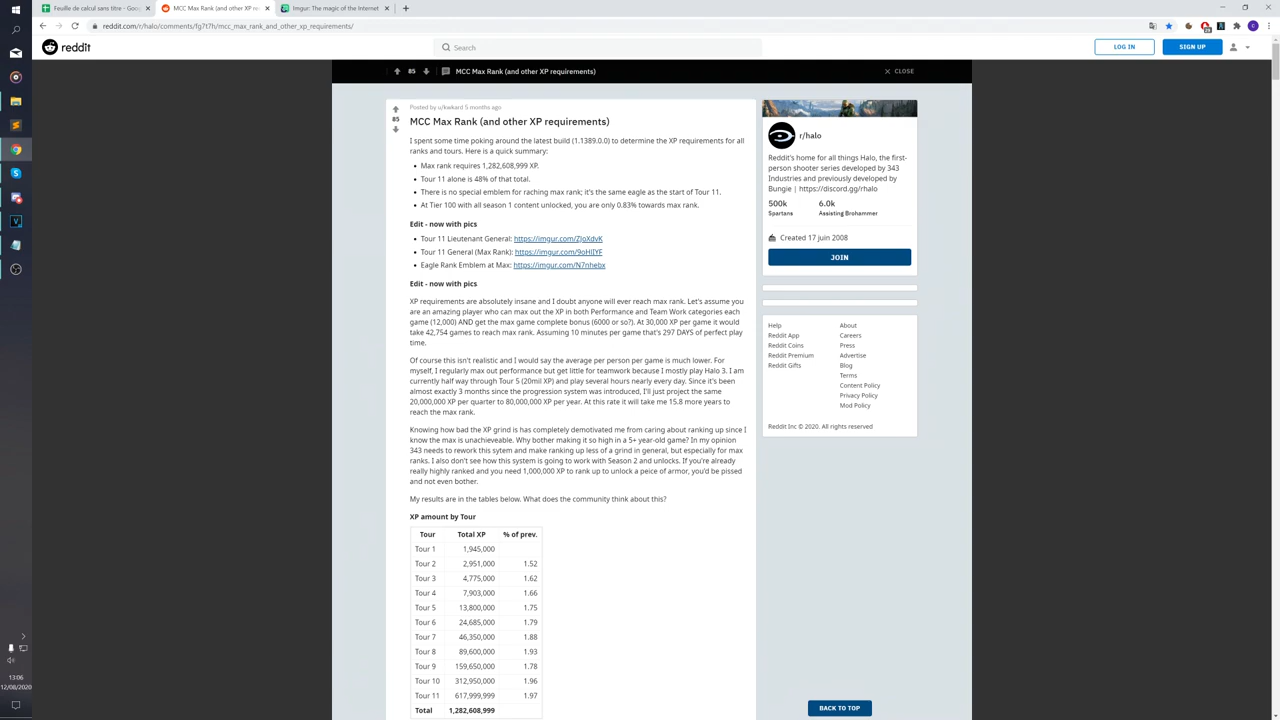 Feuille de calcul sans titre - Goo
MCC Max Rank (and other XP re
Imgur: The magic of the Internet
reddit.com/r/halo/comments/fg7t7h/mcc_max_rank_and_other_xp_requirements/
reddit
Search
LOG IN
SIGN UP
85
MCC Max Rank (and other XP requirements)
CLOSE
85
Posted by u/kwkard 5 months ago
MCC Max Rank (and other XP requirements)
I spent some time poking around the latest build (1.1389.0.0) to determine the XP requirements for all
ranks and tours. Here is a quick summary:
• Max rank requires 1,282,608,999 XP.
• Tour 11 alone is 48% of that total.
• There is no special emblem for raching max rank; it's the same eagle as the start of Tour 11.
• At Tier 100 with all season 1 content unlocked, you are only 0.83% towards max rank.
Edit - now with pics
• Tour 11 Lieutenant General: https://imgur.com/ZJoXdvK
• Tour 11 General (Max Rank): https://imgur.com/9oHIIYF
• Eagle Rank Emblem at Max: https://imgur.com/N7nhebx
Edit - now with pics
XP requirements are absolutely insane and I doubt anyone will ever reach max rank. Let's assume you
are an amazing player who can max out the XP in both Performance and Team Work categories each
game (12,000) AND get the max game complete bonus (6000 or so?). At 30,000 XP per game it would
take 42,754 games to reach max rank. Assuming 10 minutes per game that's 297 DAYS of perfect play
time.
Of course this isn't realistic and I would say the average per person per game is much lower. For
myself, I regularly max out performance but get little for teamwork because I mostly play Halo 3. I am
currently half way through Tour 5 (20mil XP) and play several hours nearly every day. Since it's been
almost exactly 3 months since the progression system was introduced, I'll just project the same
20,000,000 XP per quarter to 80,000,000 XP per year. At this rate it will take me 15.8 more years to
reach the max rank.
Knowing how bad the XP grind is has completely demotivated me from caring about ranking up since I
know the max is unachieveable. Why bother making it so high in a 5+ year-old game? In my opinion
343 needs to rework this sytem and make ranking up less of a grind in general, but especially for max
ranks. I also don't see how this system is going to work with Season 2 and unlocks. If you're already
really highly ranked and you need 1,000,000 XP to rank up to unlock a peice of armor, you'd be pissed
and not even bother.
My results are in the tables below. What does the community think about this?
XP amount by Tour
Tour Total XP % of prev.
Tour 1 1,945,000
Tour 2 2,951,000 1.52
Tour 3 4,775,000 1.62
Tour 4 7,903,000 1.66
Tour 5 13,800,000 1.75
Tour 6 24,685,000 1.79
Tour 7 46,350,000 1.88
Tour 8 89,600,000 1.93
Tour 9 159,650,000 1.78
Tour 10 312,950,000 1.96
Tour 11 617,999,999 1.97
Total 1,282,608,999
r/halo
Reddit's home for all things Halo, the first-
person shooter series developed by 343
Industries and previously developed by
Bungie | https://discord.gg/rhalo
500k 6.0k
Spartans Assisting Brohammer
Created 17 juin 2008
JOIN
Help About
Reddit App Careers
Reddit Coins Press
Reddit Premium Advertise
Reddit Gifts Blog
Terms
Content Policy
Privacy Policy
Mod Policy
Reddit Inc © 2020. All rights reserved
BACK TO TOP
13:06
12/08/2020